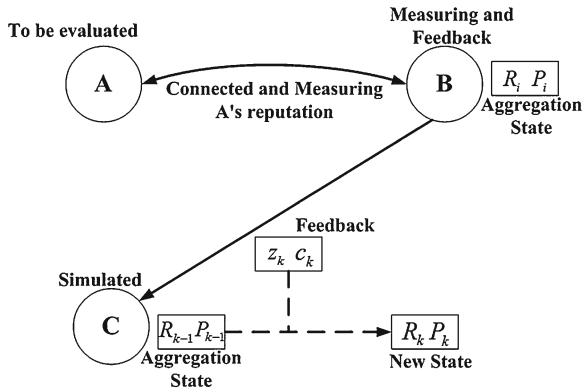 To be evaluated
A
Measuring and
Feedback
B
R_i P_i
Aggregation
State
Connected and Measuring
A's reputation
Feedback
z_k c_k
Simulated
C
R_{k-1} P_{k-1}
Aggregation
State
R_k P_k
New State